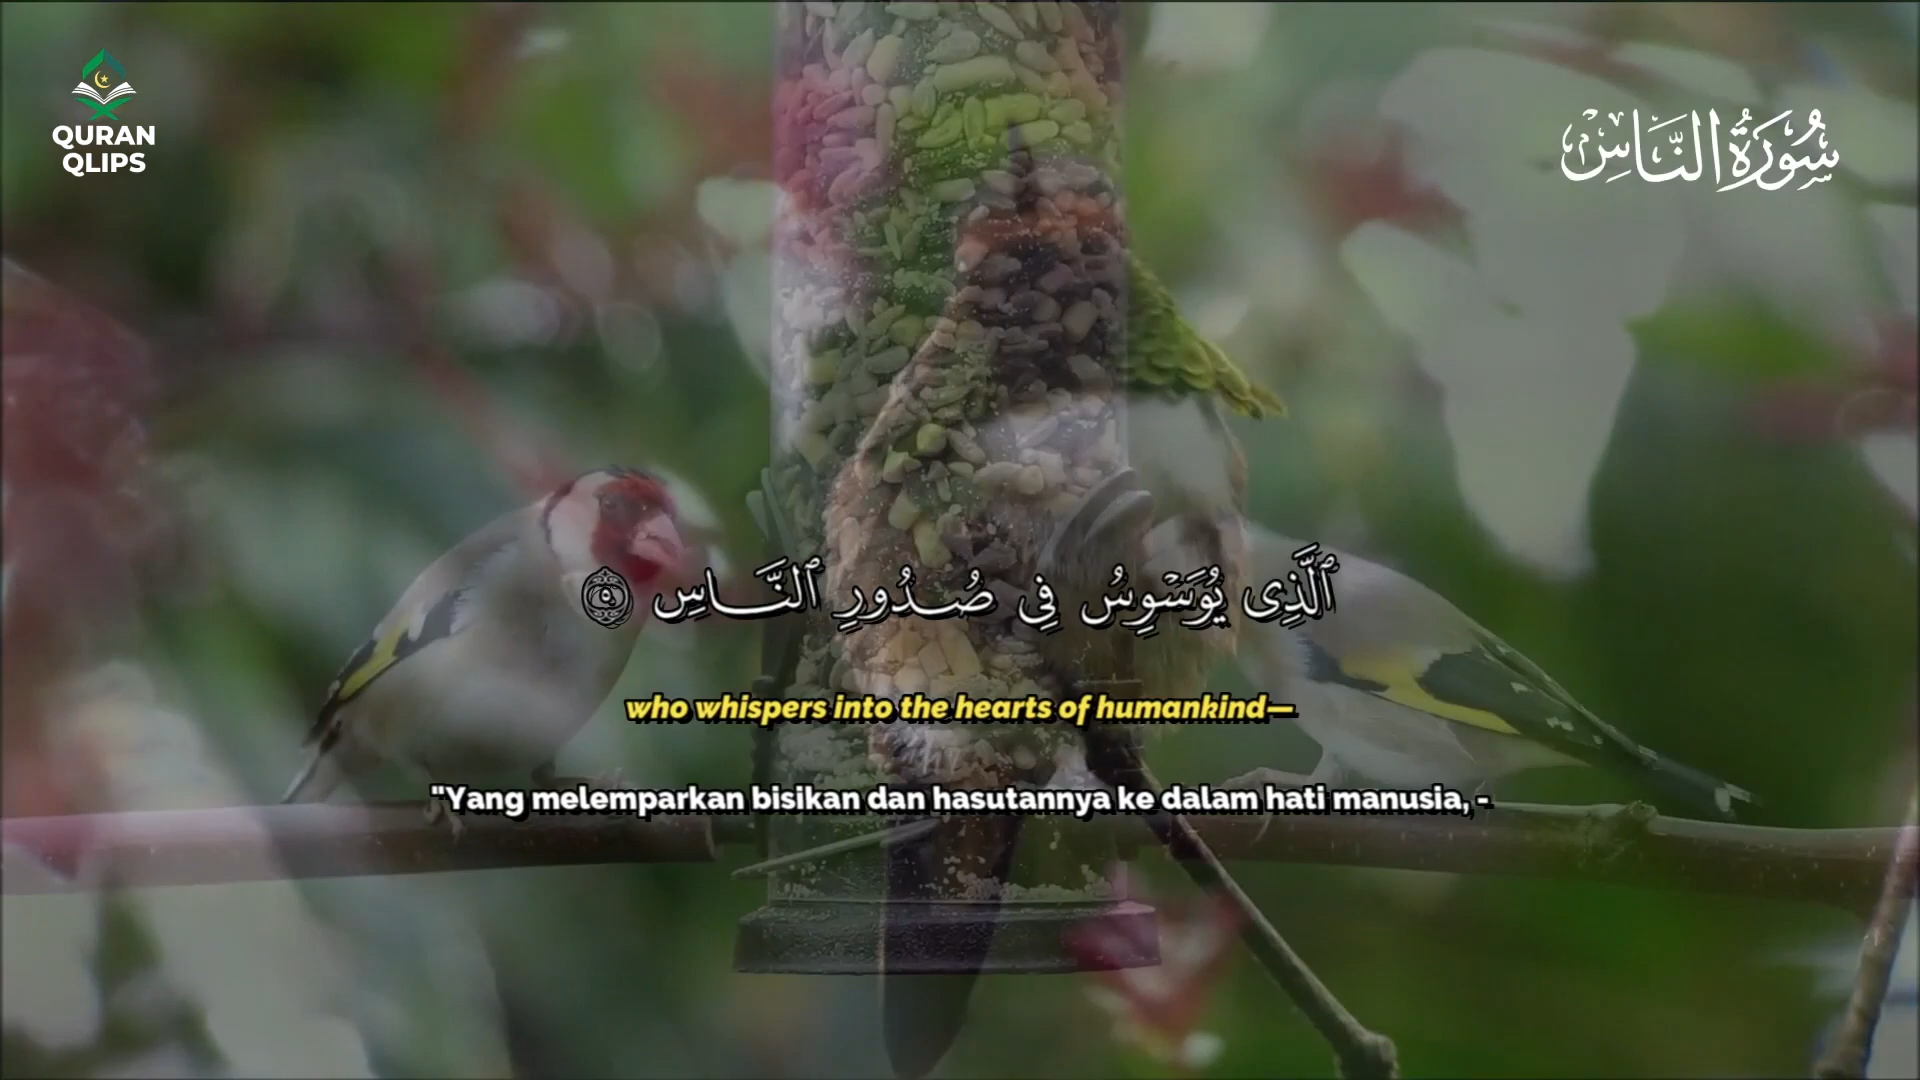 QURAN
QLIPS
سُورَةُ النَّاسِ
ٱلَّذِى يُوَسْوِسُ فِى صُدُورِ ٱلنَّاسِ ٥
who whispers into the hearts of humankind—
"Yang melemparkan bisikan dan hasutannya ke dalam hati manusia, -